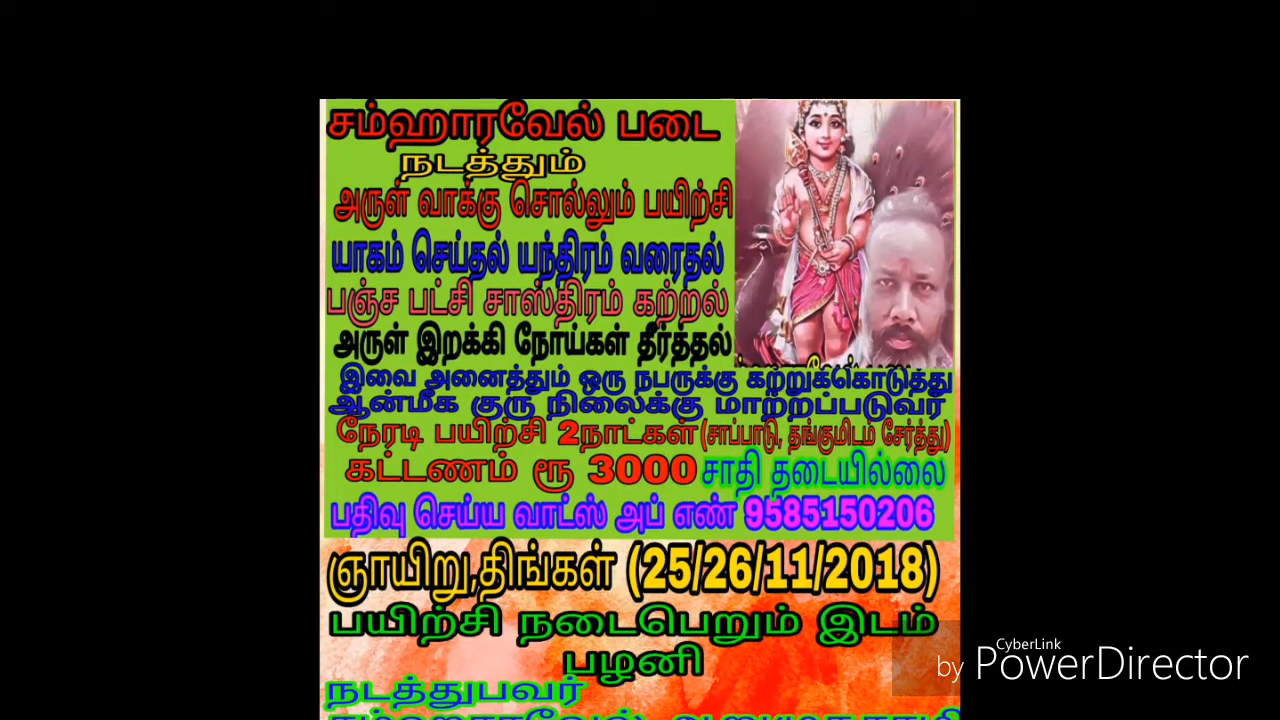 சம்ஹாரவேல் படை
நடத்தும்
அருள் வாக்கு சொல்லும் பயிற்சி
யாகம் செய்தல் யந்திரம் வரைதல்
பஞ்ச பட்சி சாஸ்திரம் கற்றல்
அருள் இறக்கி நோய்கள் தீர்த்தல்
இவை அனைத்தும் ஒரு நபருக்கு கற்றுக்கொடுத்து
ஆன்மீக குரு நிலைக்கு மாற்றப்படுவர்
நேரடி பயிற்சி 2நாட்கள் (சாப்பாடு, தங்குமிடம் சேர்த்து)
கட்டணம் ரூ 3000 சாதி தடையில்லை
பதிவு செய்ய வாட்ஸ் அப் எண் 9585150206
ஞாயிறு,திங்கள் (25/26/11/2018)
பயிற்சி நடைபெறும் இடம்
பழனி
நடத்துபவர்
CyberLink
by PowerDirector